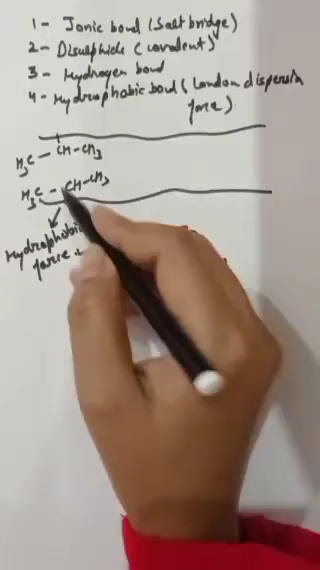 1 - Ionic bond (Salt bridge)
2 - Disulphide (covalent)
3 - Hydrogen bond
4 - Hydrophobic bond (London dispersion
force)
H₃C - CH-CH₃
H₃C - CH-CH₃
Hydrophobic
force